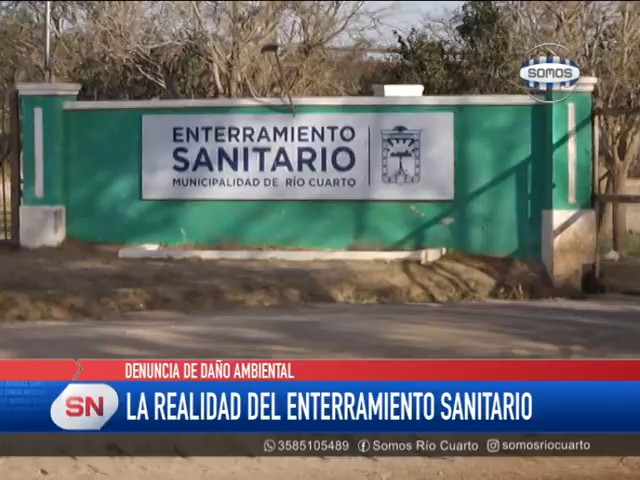 SOMOS
ENTERRAMIENTO
SANITARIO
MUNICIPALIDAD DE RÍO CUARTO
DENUNCIA DE DAÑO AMBIENTAL
SN
LA REALIDAD DEL ENTERRAMIENTO SANITARIO
3585105489 Somos Río Cuarto somosriocuarto